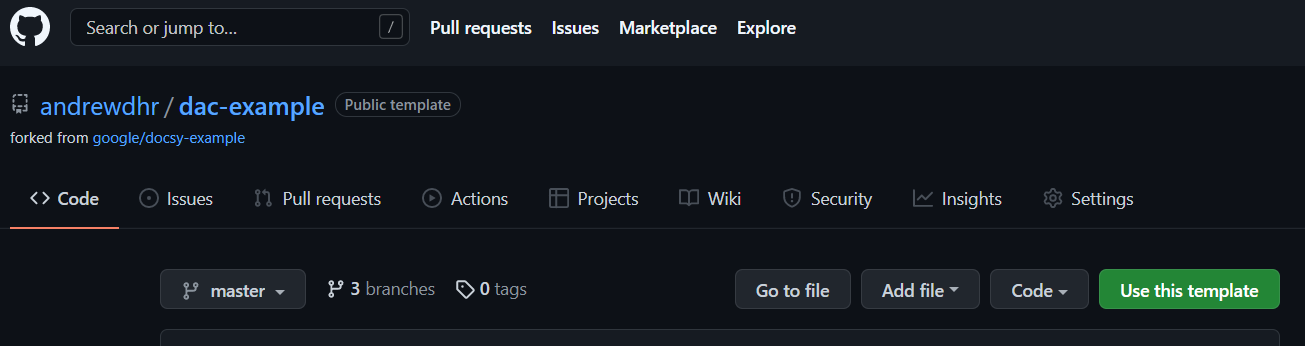 Search or jump to... / Pull requests Issues Marketplace Explore
andrewdhr / dac-example Public template
forked from google/docsy-example
Code Issues Pull requests Actions Projects Wiki Security Insights Settings
master 3 branches 0 tags Go to file Add file Code Use this template